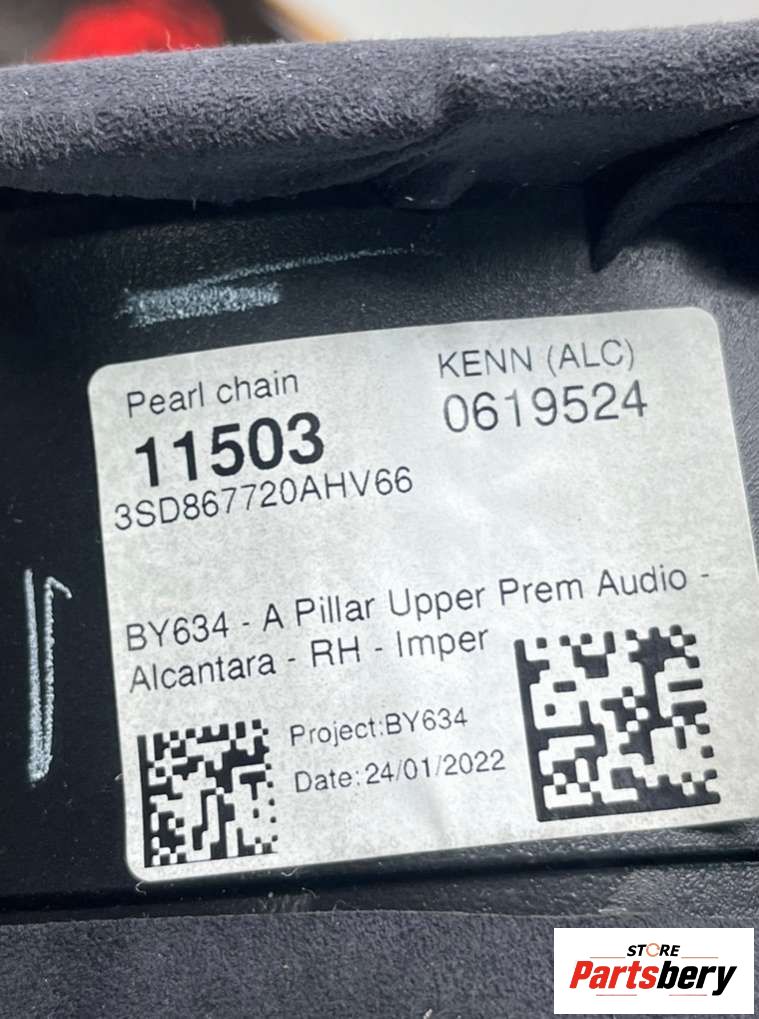 Pearl chain
11503
3SD867720AHV66
KENN (ALC)
0619524
BY634 - A Pillar Upper Prem Audio -
Alcantara - RH - Imper
Project:BY634
Date: 24/01/2022
STORE
Partsbery